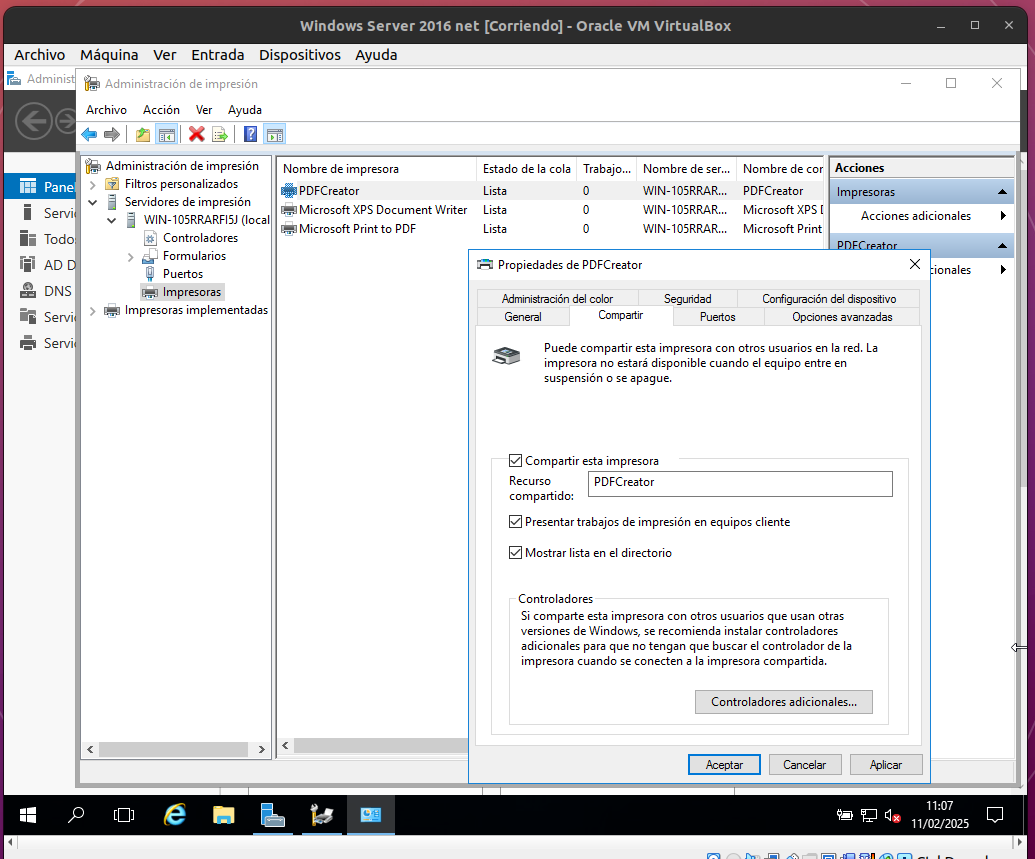 Windows Server 2016 net [Corriendo] - Oracle VM VirtualBox
Archivo Máquina Ver Entrada Dispositivos Ayuda
Administ
Administración de impresión
Archivo Acción Ver Ayuda
Panel
Servi
Todo
AD D
DNS
Servi
Servi
Administración de impresión
Filtros personalizados
Servidores de impresión
WIN-105RRARFI5J (local
Controladores
Formularios
Puertos
Impresoras
Impresoras implementadas
Nombre de impresora Estado de la cola Trabajo... Nombre de ser... Nombre de cor
PDFCreator Lista 0 WIN-105RRAR... PDFCreator
Microsoft XPS Document Writer Lista 0 WIN-105RRAR... Microsoft XPS D
Microsoft Print to PDF Lista 0 WIN-105RRAR... Microsoft Print
Acciones
Impresoras
Acciones adicionales
PDFCreator
cionales
Propiedades de PDFCreator
Administración del color Seguridad Configuración del dispositivo
General Compartir Puertos Opciones avanzadas
Puede compartir esta impresora con otros usuarios en la red. La
impresora no estará disponible cuando el equipo entre en
suspensión o se apague.
Compartir esta impresora
Recurso
compartido:
PDFCreator
Presentar trabajos de impresión en equipos cliente
Mostrar lista en el directorio
Controladores
Si comparte esta impresora con otros usuarios que usan otras
versiones de Windows, se recomienda instalar controladores
adicionales para que no tengan que buscar el controlador de la
impresora cuando se conecten a la impresora compartida.
Controladores adicionales...
Aceptar Cancelar Aplicar
11:07
11/02/2025